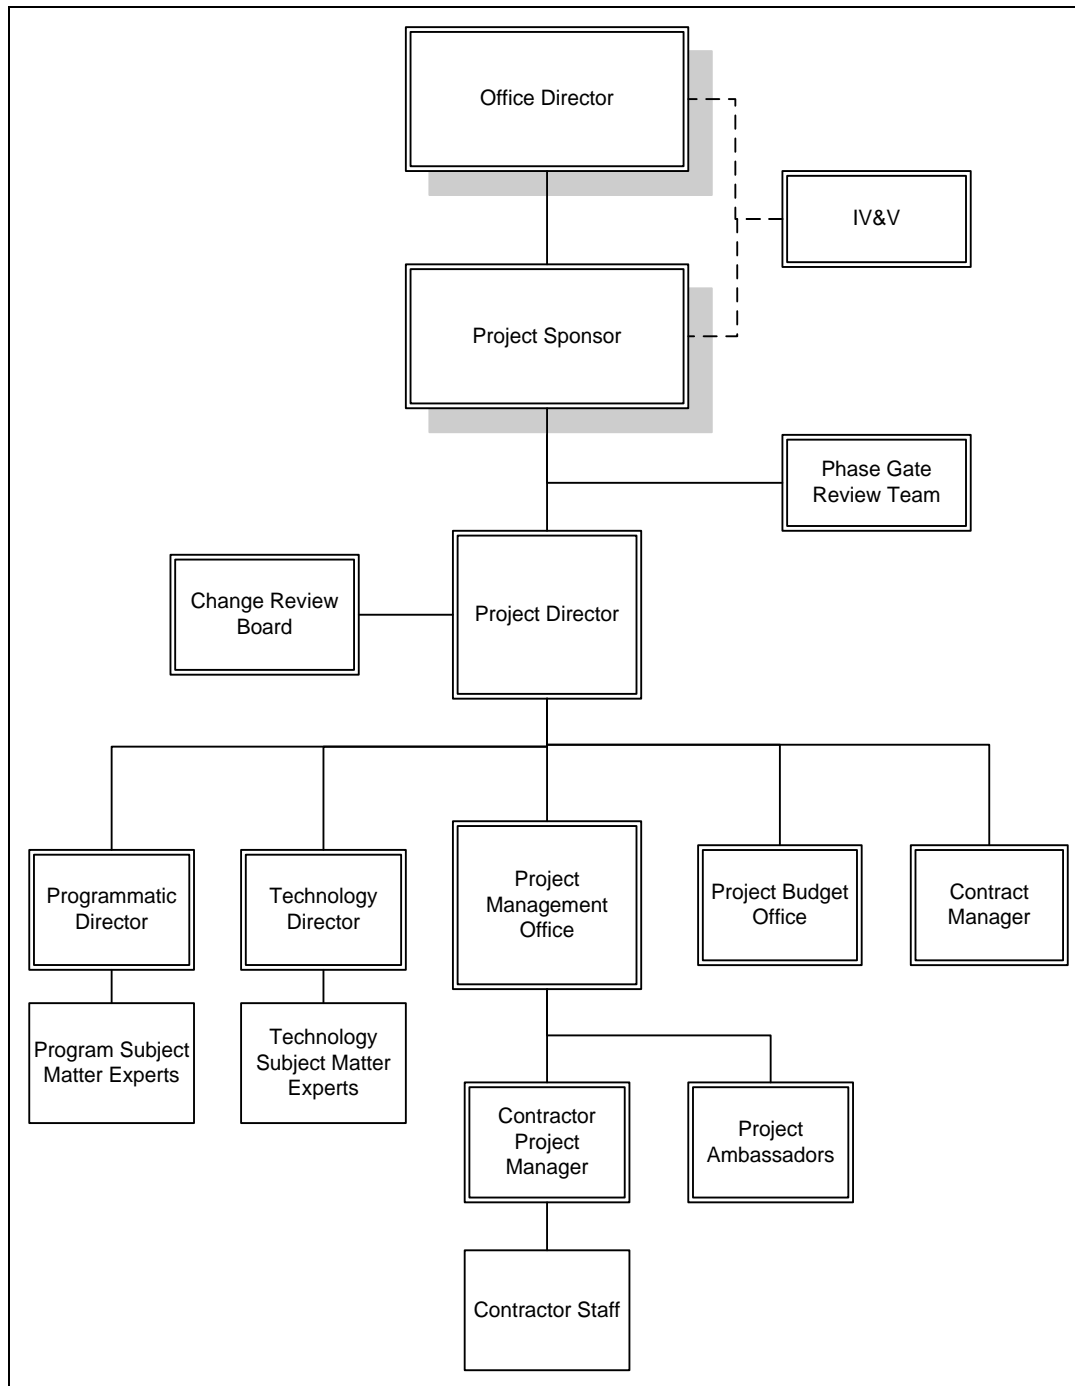 Office Director
IV&V
Project Sponsor
Phase Gate
Review Team
Change Review
Board
Project Director
Programmatic
Director
Technology
Director
Project
Management
Office
Project Budget
Office
Contract
Manager
Program Subject
Matter Experts
Technology
Subject Matter
Experts
Contractor
Project
Manager
Project
Ambassadors
Contractor Staff